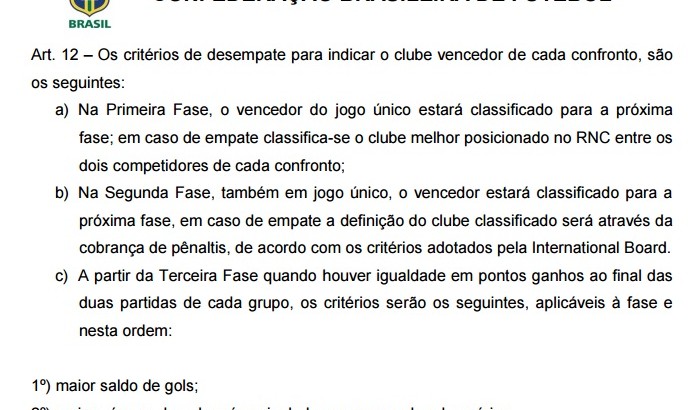 CONFEDERAÇÃO BRASILEIRA DE FUTEBOL
BRASIL
Art. 12 – Os critérios de desempate para indicar o clube vencedor de cada confronto, são
os seguintes:
a) Na Primeira Fase, o vencedor do jogo único estará classificado para a próxima
fase; em caso de empate classifica-se o clube melhor posicionado no RNC entre os
dois competidores de cada confronto;
b) Na Segunda Fase, também em jogo único, o vencedor estará classificado para a
próxima fase, em caso de empate a definição do clube classificado será através da
cobrança de pênaltis, de acordo com os critérios adotados pela International Board.
c) A partir da Terceira Fase quando houver igualdade em pontos ganhos ao final das
duas partidas de cada grupo, os critérios serão os seguintes, aplicáveis à fase e
nesta ordem:
1º) maior saldo de gols;